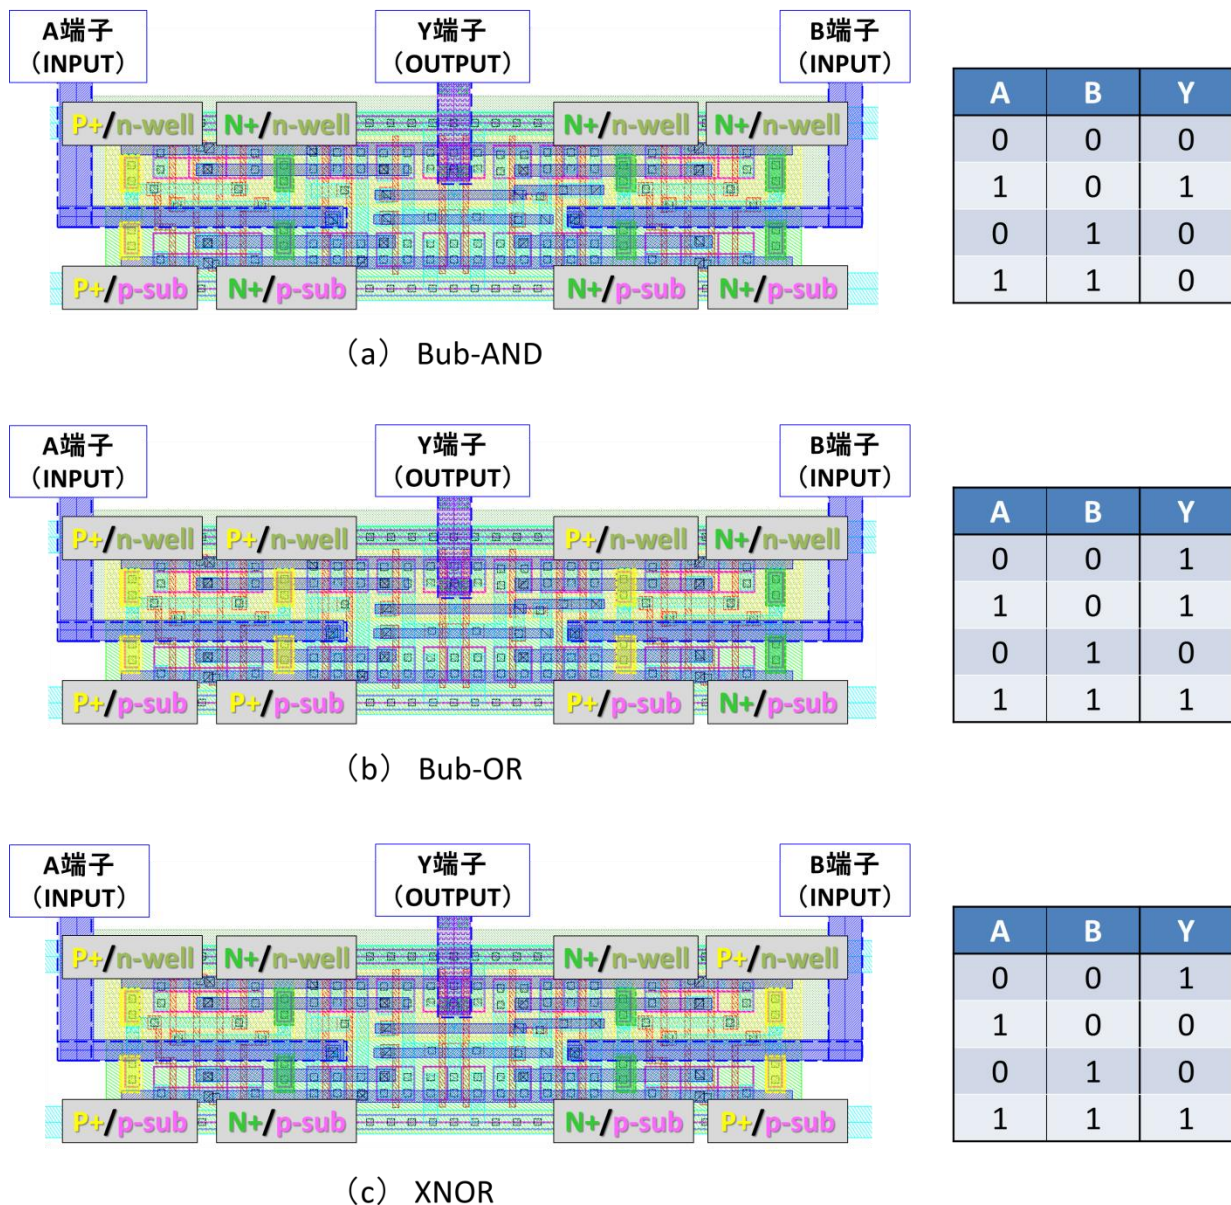 A端子
（INPUT）
Y端子
（OUTPUT）
B端子
（INPUT）
P+/n-well
N+/n-well
N+/n-well
N+/n-well
P+/p-sub
N+/p-sub
N+/p-sub
N+/p-sub
A B Y
0 0 0
1 0 1
0 1 0
1 1 0
（a） Bub-AND
A端子
（INPUT）
Y端子
（OUTPUT）
B端子
（INPUT）
P+/n-well
P+/n-well
P+/n-well
N+/n-well
P+/p-sub
P+/p-sub
P+/p-sub
N+/p-sub
A B Y
0 0 1
1 0 1
0 1 0
1 1 1
（b） Bub-OR
A端子
（INPUT）
Y端子
（OUTPUT）
B端子
（INPUT）
P+/n-well
N+/n-well
N+/n-well
P+/n-well
P+/p-sub
N+/p-sub
N+/p-sub
P+/p-sub
A B Y
0 0 1
1 0 0
0 1 0
1 1 1
（c） XNOR